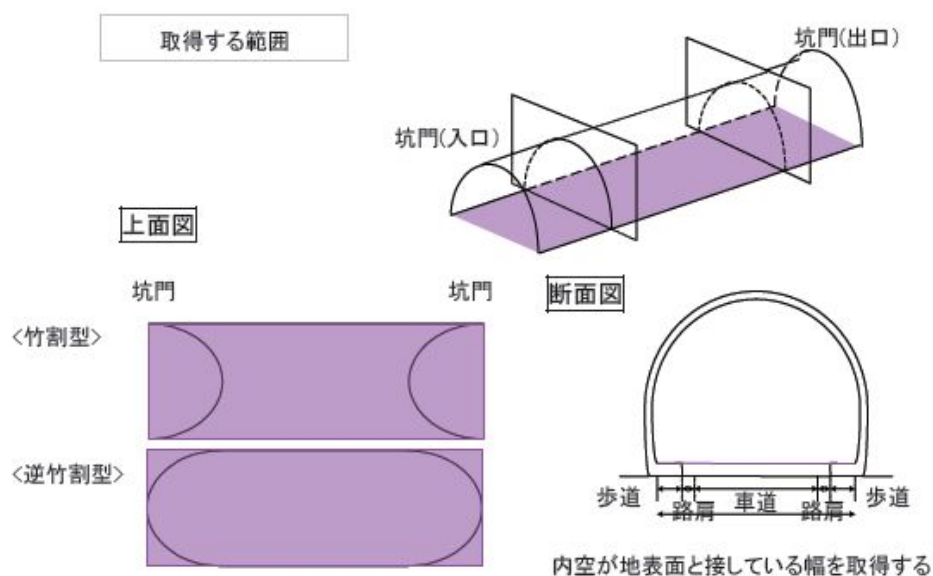 取得する範囲
坑門(出口)
坑門(入口)
上面図
坑門
坑門
断面図
<竹割型>
<逆竹割型>
歩道
路肩
車道
路肩
歩道
内空が地表面と接している幅を取得する